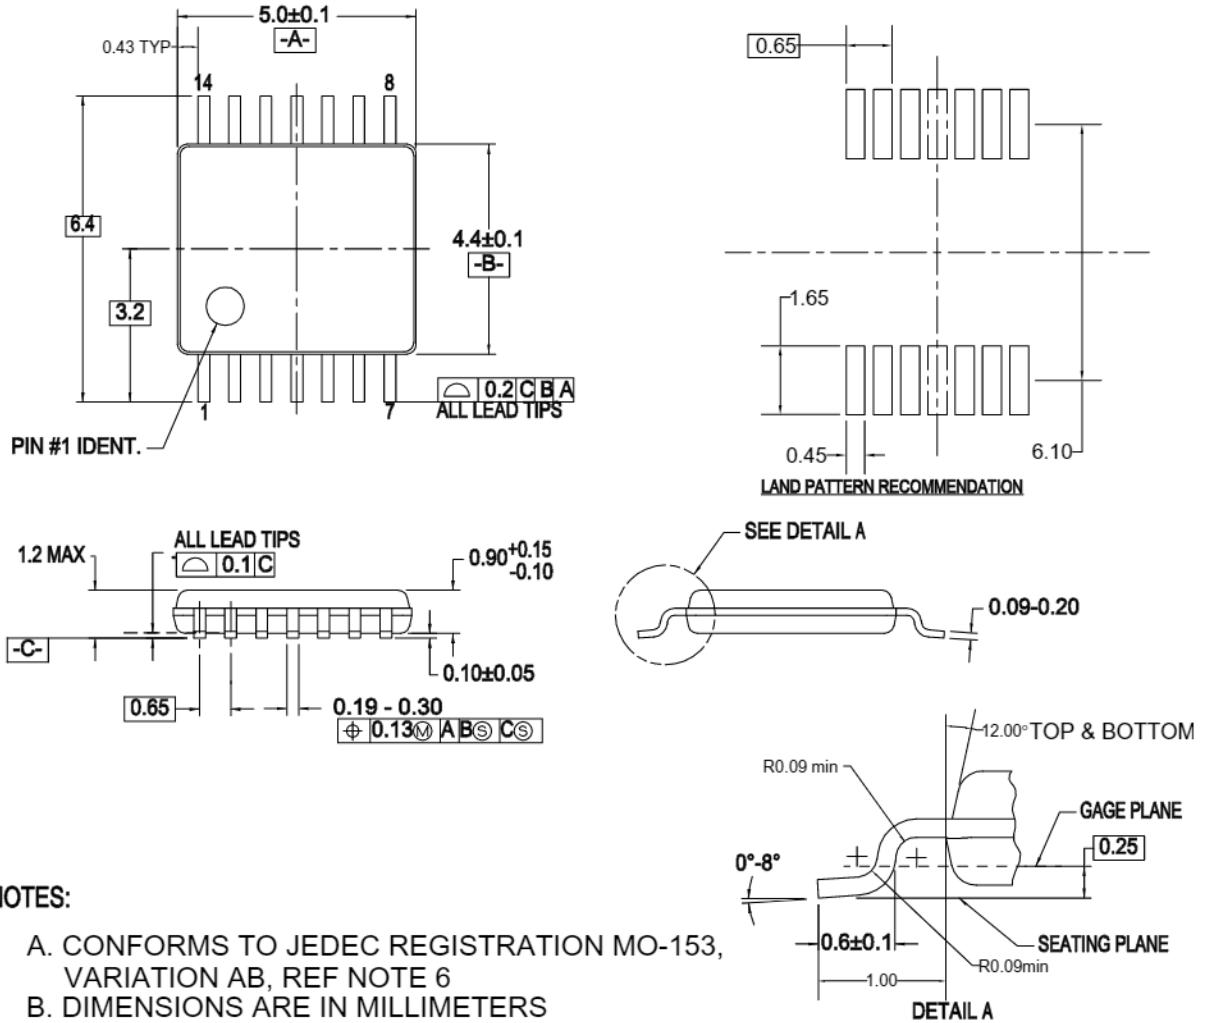 5.0±0.1
-A-
0.43 TYP
14
8
6.4
4.4±0.1
-B-
3.2
0.2 C B A
ALL LEAD TIPS
1
7
PIN #1 IDENT.
0.65
1.65
0.45
6.10
LAND PATTERN RECOMMENDATION
1.2 MAX
ALL LEAD TIPS
0.1 C
0.90+0.15
-0.10
-C-
0.10±0.05
0.65
0.19 - 0.30
⌖ 0.13Ⓜ A BⓈ CⓈ
SEE DETAIL A
0.09-0.20
12.00° TOP & BOTTOM
R0.09 min
GAGE PLANE
0.25
0°-8°
0.6±0.1
SEATING PLANE
R0.09min
1.00
DETAIL A
NOTES:
A. CONFORMS TO JEDEC REGISTRATION MO-153,
VARIATION AB, REF NOTE 6
B. DIMENSIONS ARE IN MILLIMETERS